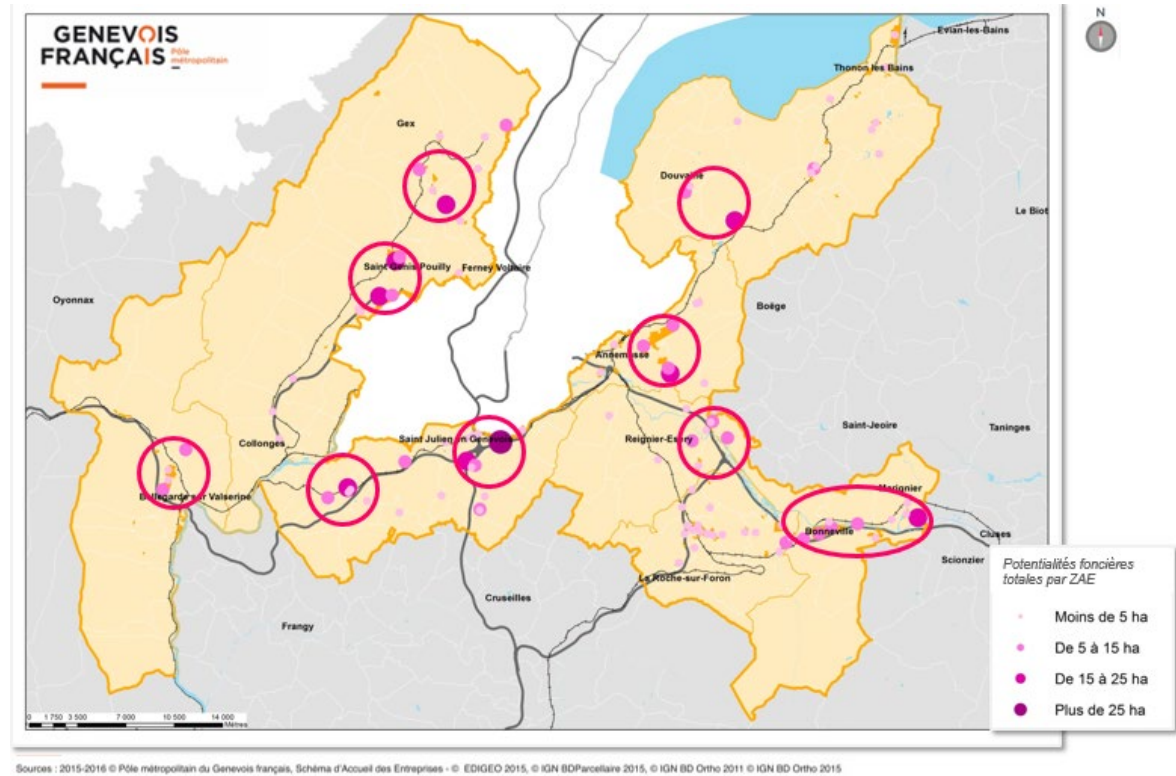 GENEVOIS
FRANÇAIS Pôle
métropolitain
N
Evian-les-Bains
Thonon les Bains
Gex
Douvaine
Le Biot
Saint Genis Pouilly
Ferney Voltaire
Oyonnax
Boëge
Annemasse
Collonges
Saint Julien en Genevois
Reignier-Esery
Saint-Jeoire
Taninges
Bellegarde sur Valserine
Marignier
Bonneville
Cluses
Scionzier
La Roche-sur-Foron
Cruseilles
Frangy
Potentialités foncières
totales par ZAE
Moins de 5 ha
De 5 à 15 ha
De 15 à 25 ha
Plus de 25 ha
0 1 750 3 500 7 000 10 500 14 000
Mètres
Sources : 2015-2016 © Pôle métropolitain du Genevois français, Schéma d'Accueil des Entreprises - © EDIGEO 2015, © IGN BDParcellaire 2015, © IGN BD Ortho 2011 © IGN BD Ortho 2015